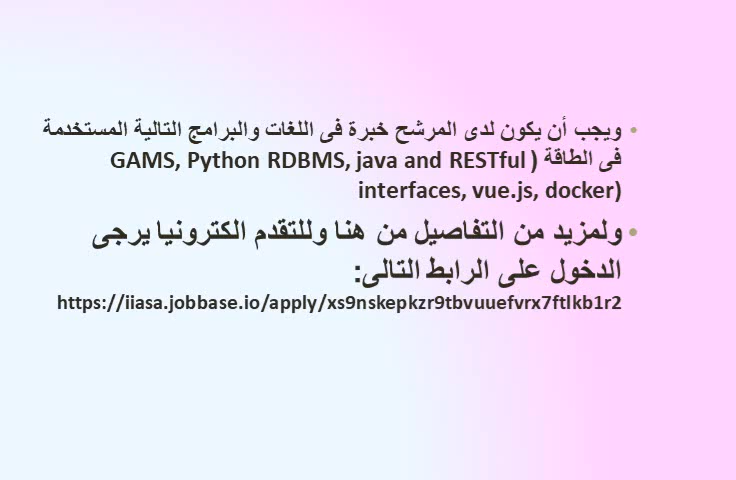 • ويجب أن يكون لدى المرشح خبرة فى اللغات والبرامج التالية المستخدمة
فى الطاقة (GAMS, Python RDBMS, java and RESTful
interfaces, vue.js, docker)
• ولمزيد من التفاصيل من هنا وللتقدم الكترونيا يرجى
الدخول على الرابط التالى:
https://iiasa.jobbase.io/apply/xs9nskepkzr9tbvuuefvrx7ftlkb1r2